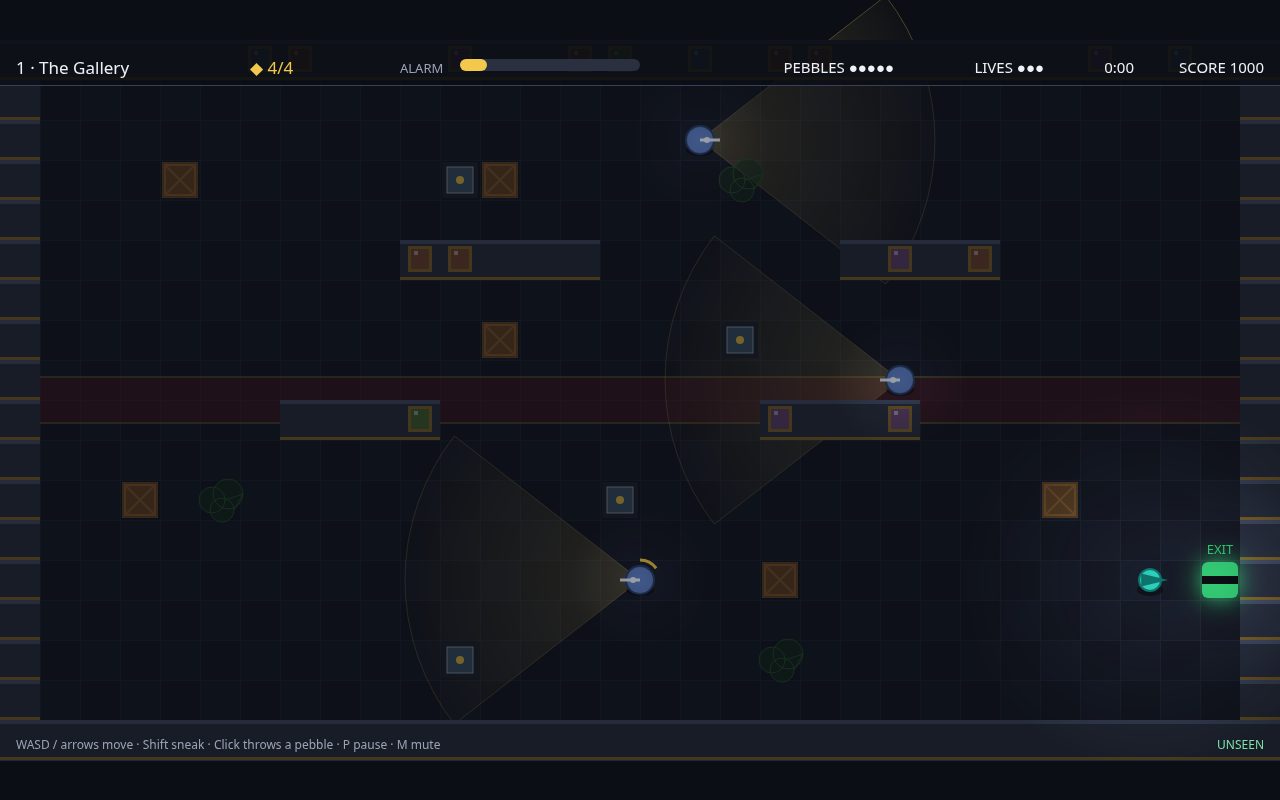 1 · The Gallery
◆ 4/4
ALARM
PEBBLES ●●●●●
LIVES ●●●
0:00
SCORE 1000
EXIT
WASD / arrows move · Shift sneak · Click throws a pebble · P pause · M mute
UNSEEN